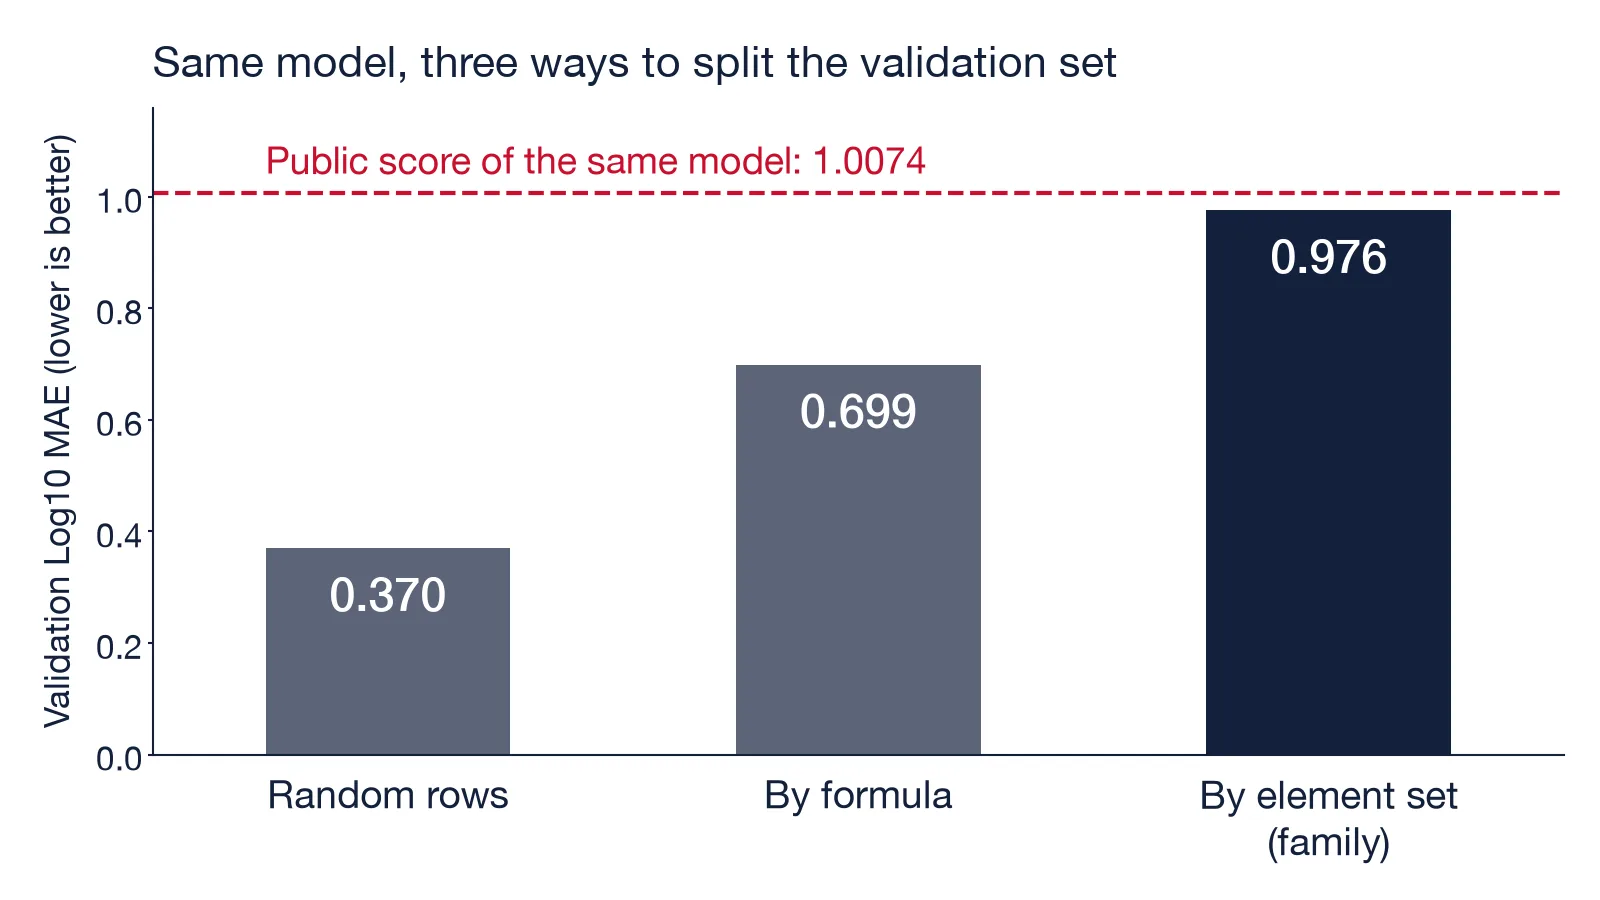 Same model, three ways to split the validation set
Public score of the same model: 1.0074
Validation Log10 MAE (lower is better)
1.0
0.8
0.6
0.4
0.2
0.0
0.370
0.699
0.976
Random rows
By formula
By element set
(family)